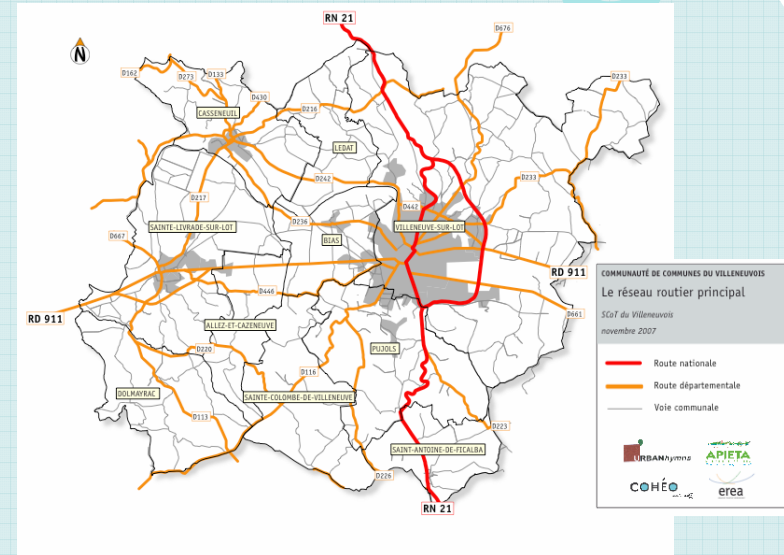 RN 21
D676
N
D162
D273
D133
D233
D430
D216
CASSENEUIL
LEDAT
D242
D233
D217
D442
D236
VILLENEUVE-SUR-LOT
SAINTE-LIVRADE-SUR-LOT
D667
BIAS
RD 911
D446
RD 911
D661
ALLEZ-ET-CAZENEUVE
D220
PUJOLS
D116
DOLMAYRAC
SAINTE-COLOMBE-DE-VILLENEUVE
D113
D223
SAINT-ANTOINE-DE-FICALBA
D226
RN 21
COMMUNAUTÉ DE COMMUNES DU VILLENEUVOIS
Le réseau routier principal
SCoT du Villeneuvois
novembre 2007
Route nationale
Route départementale
Voie communale
URBANhymns
APIETA
COHÉO
erea